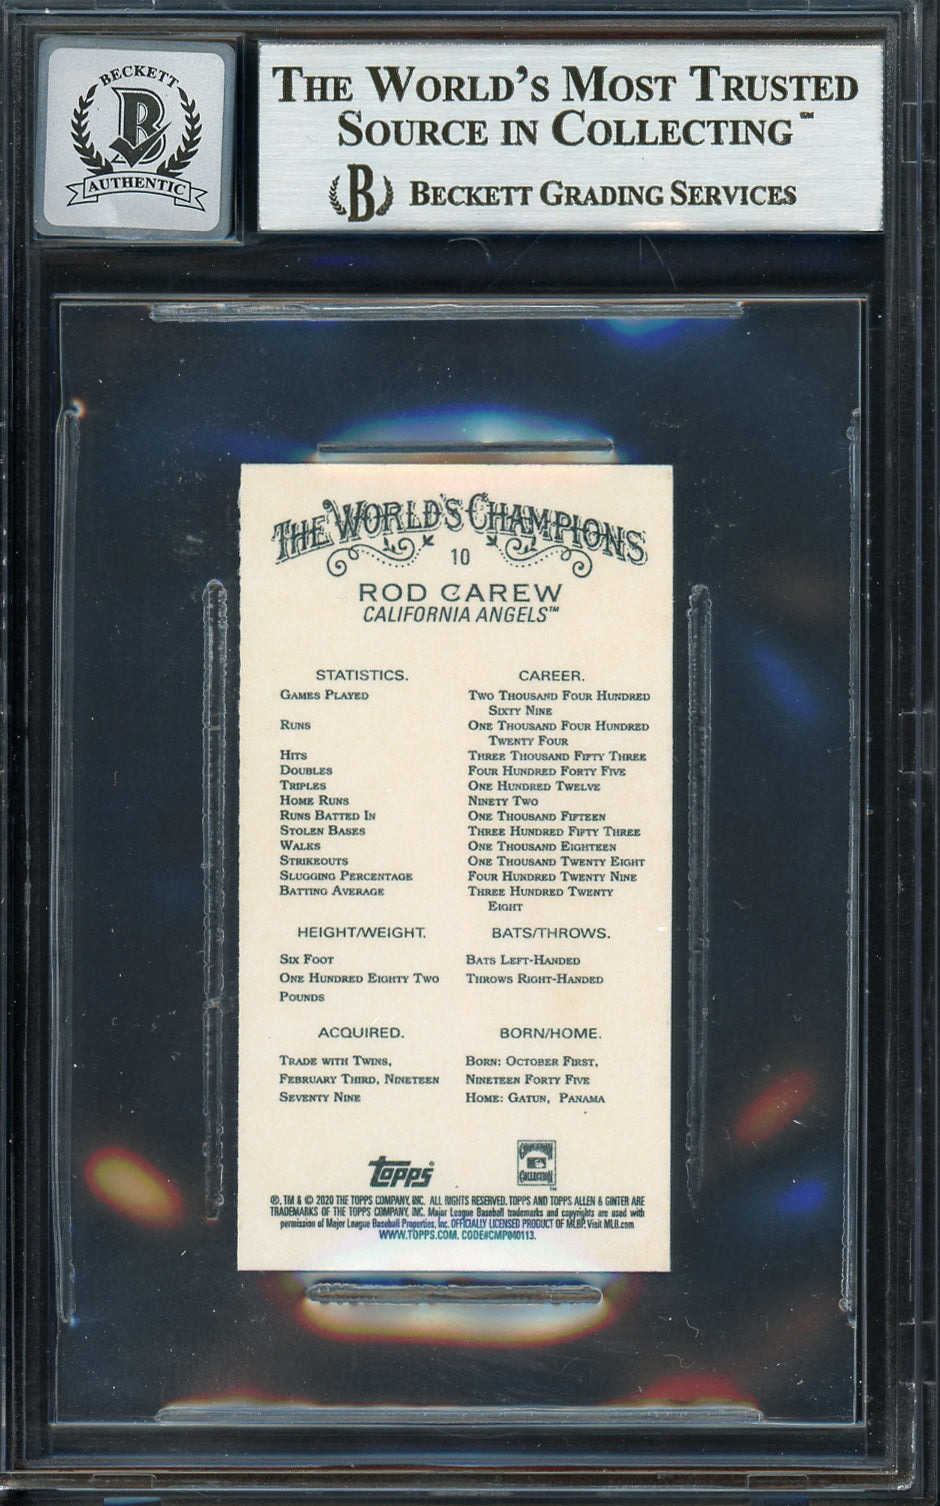 BECKETT
B
AUTHENTIC
THE WORLD'S MOST TRUSTED
SOURCE IN COLLECTING™
B BECKETT GRADING SERVICES
THE WORLD'S CHAMPIONS
10
ROD CAREW
CALIFORNIA ANGELS™
STATISTICS. CAREER.
GAMES PLAYED TWO THOUSAND FOUR HUNDRED
SIXTY NINE
RUNS ONE THOUSAND FOUR HUNDRED
TWENTY FOUR
HITS THREE THOUSAND FIFTY THREE
DOUBLES FOUR HUNDRED FORTY FIVE
TRIPLES ONE HUNDRED TWELVE
HOME RUNS NINETY TWO
RUNS BATTED IN ONE THOUSAND FIFTEEN
STOLEN BASES THREE HUNDRED FIFTY THREE
WALKS ONE THOUSAND EIGHTEEN
STRIKEOUTS ONE THOUSAND TWENTY EIGHT
SLUGGING PERCENTAGE FOUR HUNDRED TWENTY NINE
BATTING AVERAGE THREE HUNDRED TWENTY
EIGHT
HEIGHT/WEIGHT. BATS/THROWS.
SIX FOOT BATS LEFT-HANDED
ONE HUNDRED EIGHTY TWO THROWS RIGHT-HANDED
POUNDS
ACQUIRED. BORN/HOME.
TRADE WITH TWINS, BORN: OCTOBER FIRST,
FEBRUARY THIRD, NINETEEN NINETEEN FORTY FIVE
SEVENTY NINE HOME: GATUN, PANAMA
topps
COOPERSTOWN
COLLECTION™
®, TM & © 2020 THE TOPPS COMPANY, INC. ALL RIGHTS RESERVED. TOPPS AND TOPPS ALLEN & GINTER ARE
TRADEMARKS OF THE TOPPS COMPANY, INC. Major League Baseball trademarks and copyrights are used with
permission of Major League Baseball Properties, Inc. OFFICIALLY LICENSED PRODUCT OF MLBP. Visit MLB.com
WWW.TOPPS.COM. CODE#CMP040113.